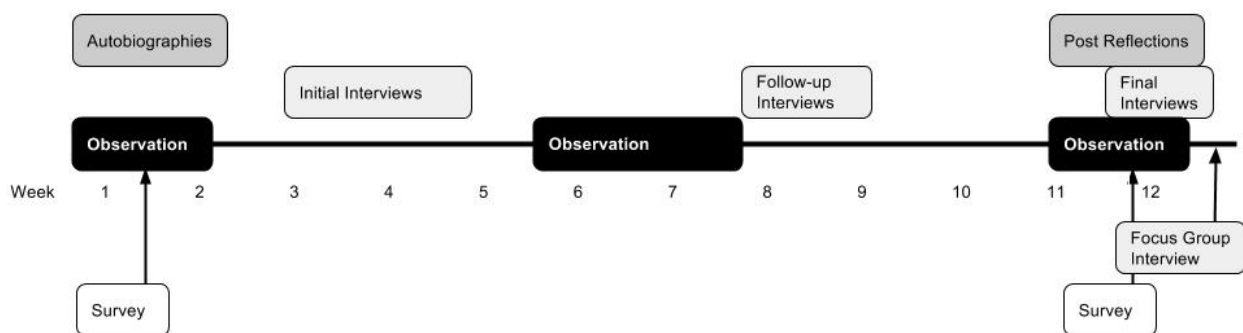 Autobiographies
Post Reflections
Initial Interviews
Follow-up
Interviews
Final
Interviews
Observation
Observation
Observation
Week 1 2 3 4 5 6 7 8 9 10 11 12
Focus Group
Interview
Survey
Survey